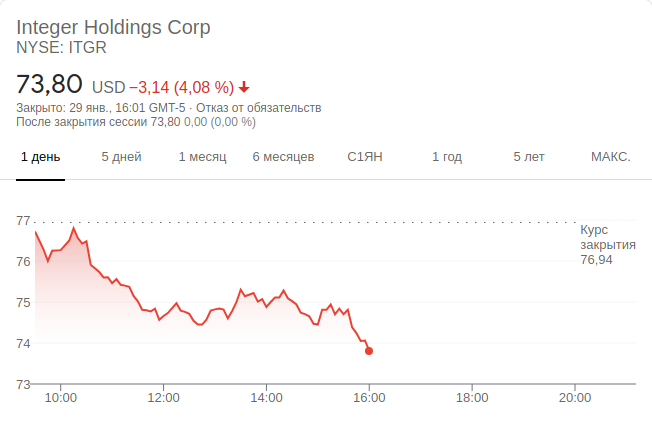 Integer Holdings Corp
NYSE: ITGR
73,80 USD −3,14 (4,08 %)
Закрыто: 29 янв., 16:01 GMT-5 · Отказ от обязательств
После закрытия сессии 73,80 0,00 (0,00 %)
1 день 5 дней 1 месяц 6 месяцев С1ЯН 1 год 5 лет МАКС.
77
Курс
закрытия
76,94
76
75
74
73
10:00 12:00 14:00 16:00 18:00 20:00